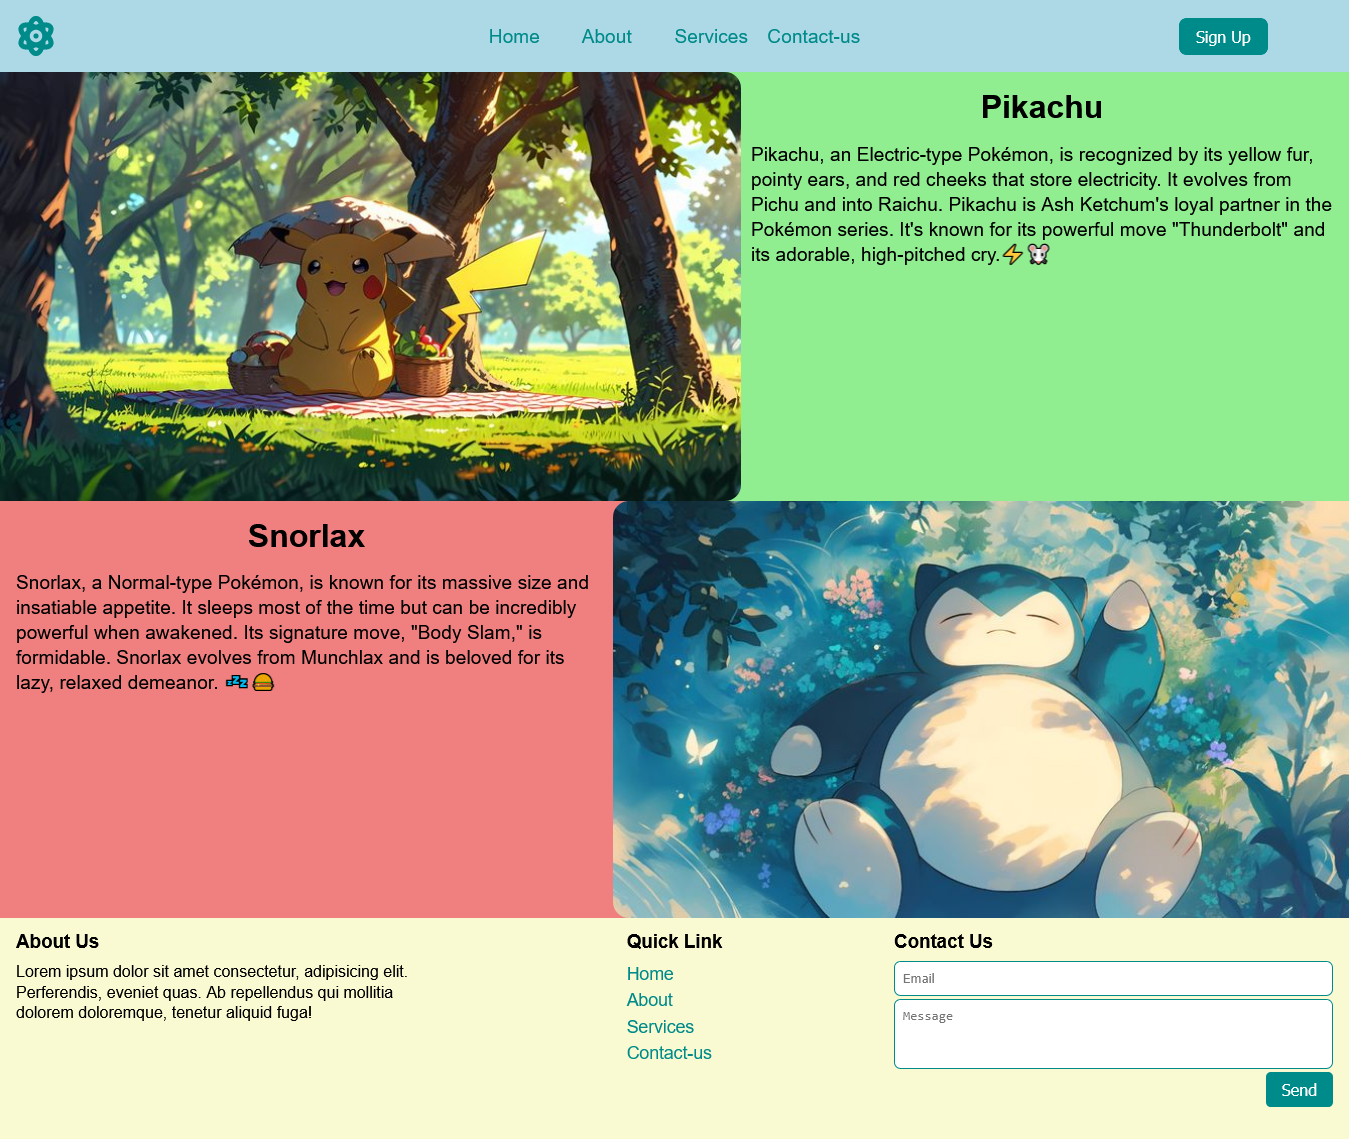 Home About Services Contact-us Sign Up
Pikachu
Pikachu, an Electric-type Pokémon, is recognized by its yellow fur,
pointy ears, and red cheeks that store electricity. It evolves from
Pichu and into Raichu. Pikachu is Ash Ketchum's loyal partner in the
Pokémon series. It's known for its powerful move "Thunderbolt" and
its adorable, high-pitched cry.⚡🐭
Snorlax
Snorlax, a Normal-type Pokémon, is known for its massive size and
insatiable appetite. It sleeps most of the time but can be incredibly
powerful when awakened. Its signature move, "Body Slam," is
formidable. Snorlax evolves from Munchlax and is beloved for its
lazy, relaxed demeanor. 💤🍔
About Us
Lorem ipsum dolor sit amet consectetur, adipisicing elit.
Perferendis, eveniet quas. Ab repellendus qui mollitia
dolorem doloremque, tenetur aliquid fuga!
Quick Link
Home
About
Services
Contact-us
Contact Us
Email
Message
Send